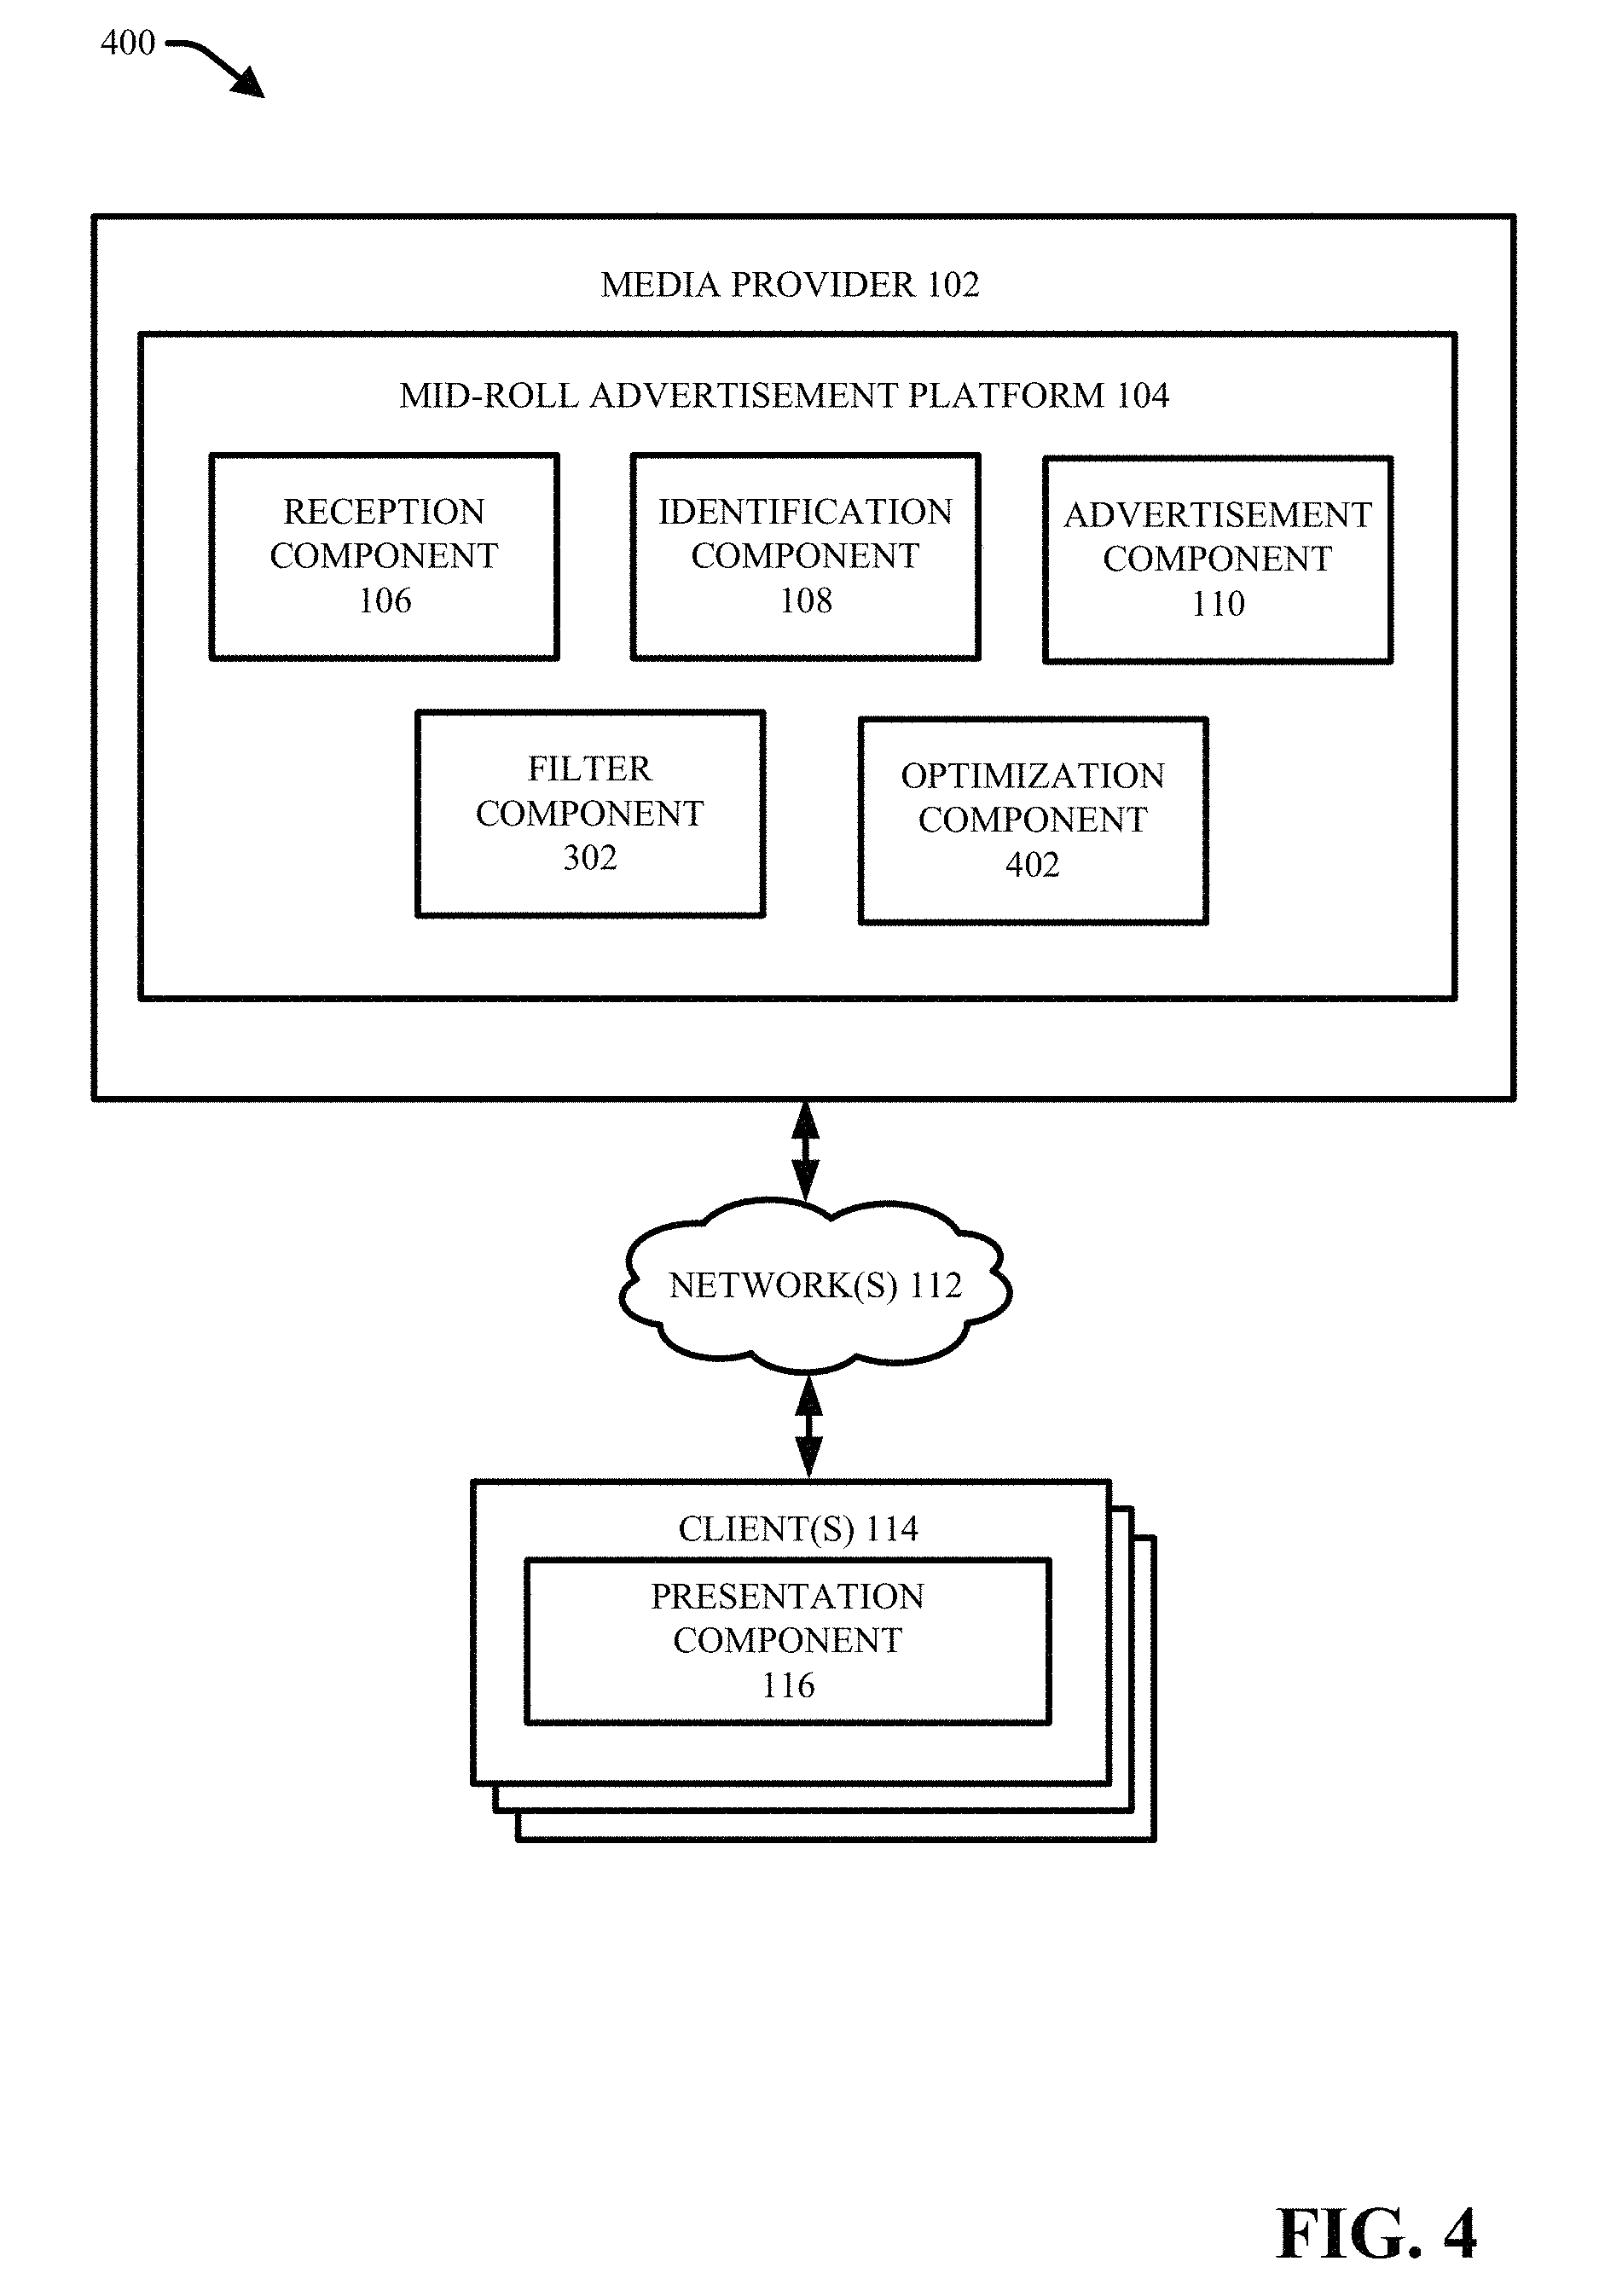 400
MEDIA PROVIDER 102
MID-ROLL ADVERTISEMENT PLATFORM 104
RECEPTION
COMPONENT
106
IDENTIFICATION
COMPONENT
108
ADVERTISEMENT
COMPONENT
110
FILTER
COMPONENT
302
OPTIMIZATION
COMPONENT
402
NETWORK(S) 112
CLIENT(S) 114
PRESENTATION
COMPONENT
116
FIG. 4